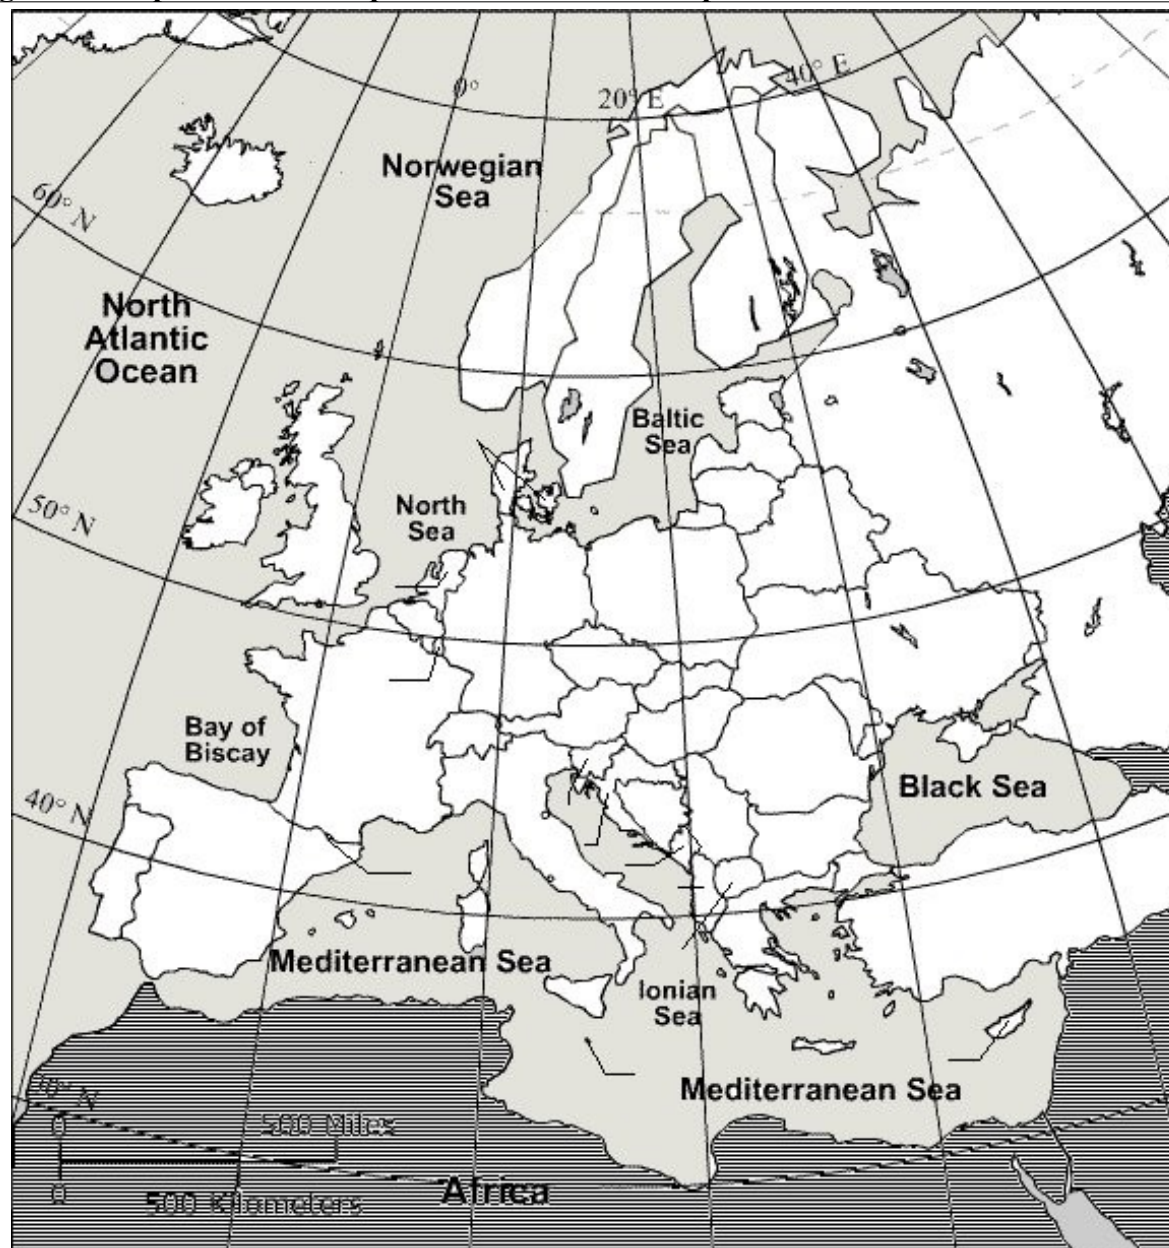 0°
20° E
40° E
Norwegian
Sea
60° N
North
Atlantic
Ocean
Baltic
Sea
North
Sea
50° N
Bay of
Biscay
Black Sea
40° N
Mediterranean Sea
Ionian
Sea
Mediterranean Sea
30° N
0
500 Miles
0
500 Kilometers
Africa